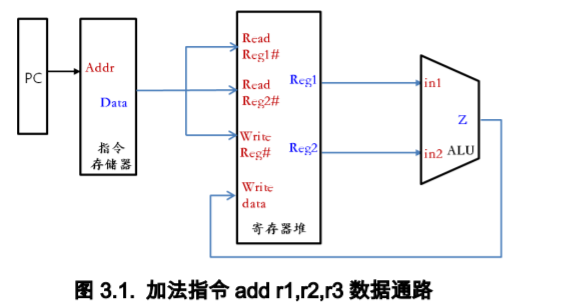 PC
Addr
Data
指令
存储器
Read
Reg1#
Read
Reg2#
Write
Reg#
Write
data
Reg1
Reg2
寄存器堆
in1
in2
Z
ALU
图 3.1. 加法指令 add r1,r2,r3 数据通路